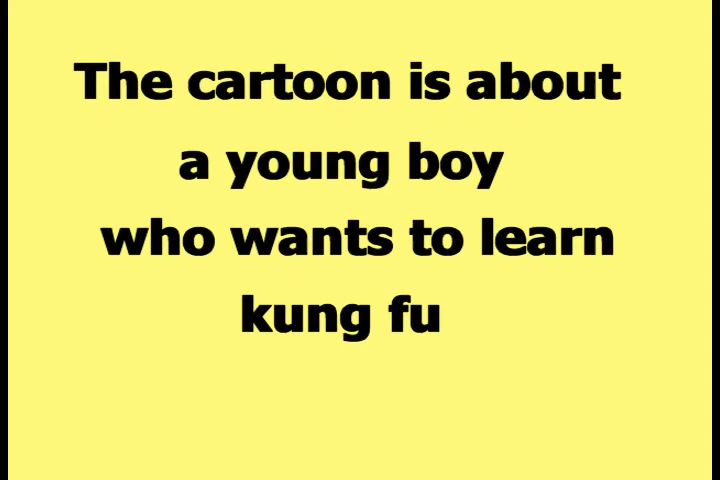 The cartoon is about
a young boy
who wants to learn
kung fu